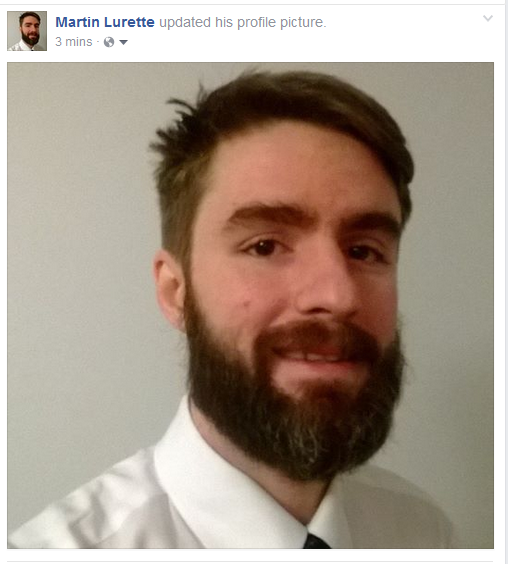 Martin Lurette updated his profile picture.
3 mins ·